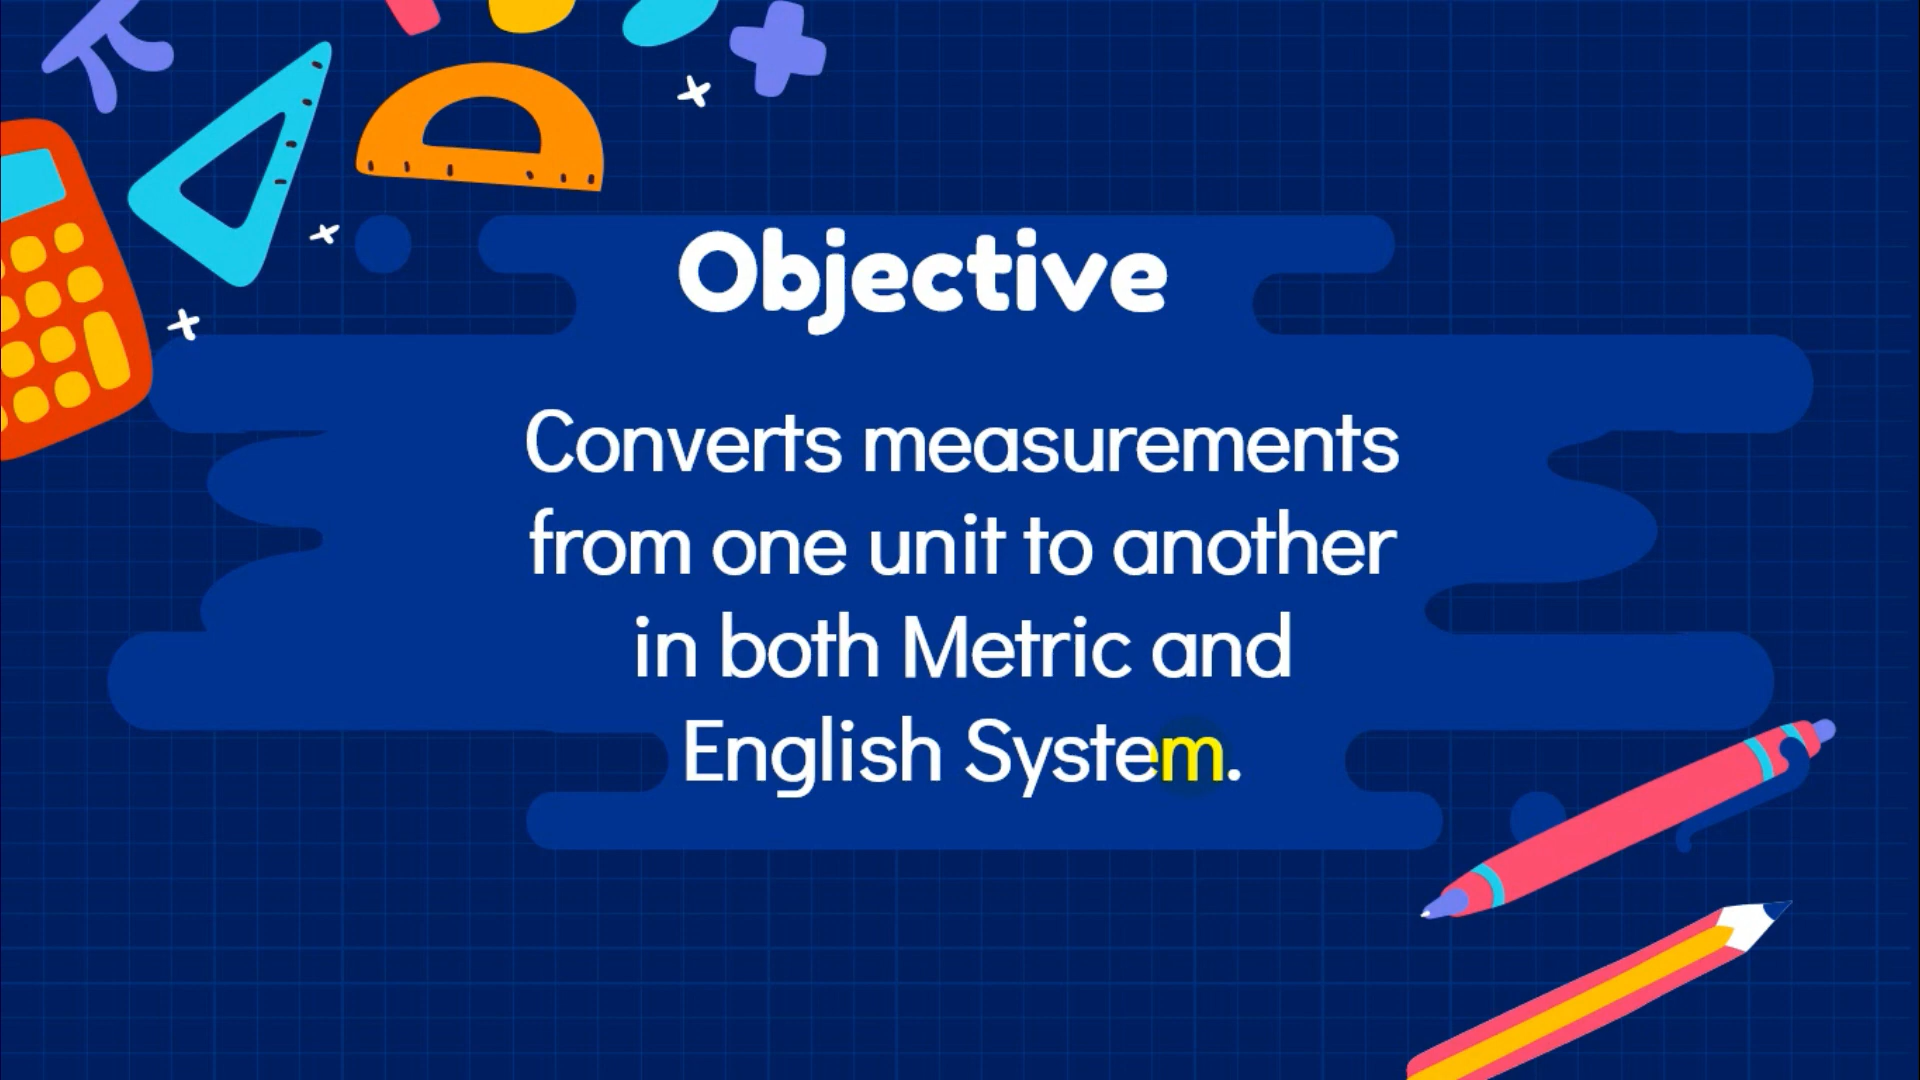 Objective
Converts measurements
from one unit to another
in both Metric and
English System.